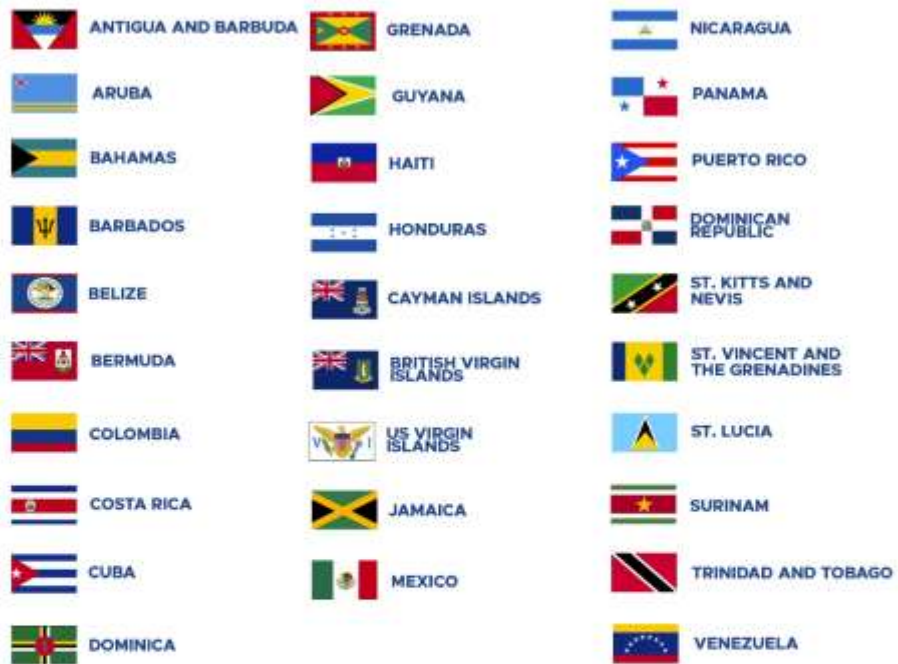 ANTIGUA AND BARBUDA
ARUBA
BAHAMAS
BARBADOS
BELIZE
BERMUDA
COLOMBIA
COSTA RICA
CUBA
DOMINICA
GRENADA
GUYANA
HAITI
HONDURAS
CAYMAN ISLANDS
BRITISH VIRGIN
ISLANDS
V I
US VIRGIN
ISLANDS
JAMAICA
MEXICO
NICARAGUA
PANAMA
PUERTO RICO
DOMINICAN
REPUBLIC
ST. KITTS AND
NEVIS
ST. VINCENT AND
THE GRENADINES
ST. LUCIA
SURINAM
TRINIDAD AND TOBAGO
VENEZUELA